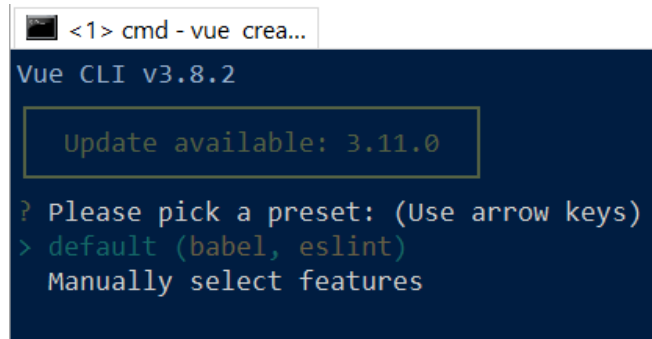 <1> cmd - vue crea...
Vue CLI v3.8.2
Update available: 3.11.0
? Please pick a preset: (Use arrow keys)
> default (babel, eslint)
Manually select features